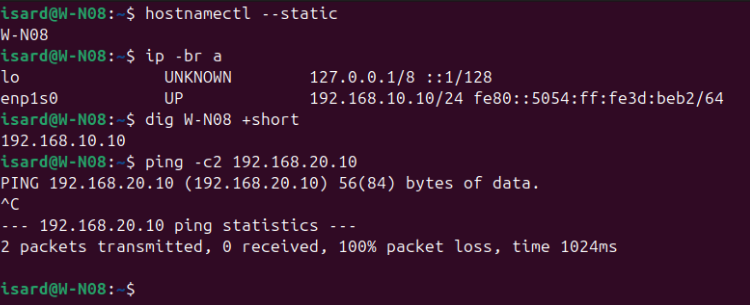 isard@W-N08:~$ hostnamectl --static
W-N08
isard@W-N08:~$ ip -br a
lo               UNKNOWN        127.0.0.1/8 ::1/128
enp1s0           UP             192.168.10.10/24 fe80::5054:ff:fe3d:beb2/64
isard@W-N08:~$ dig W-N08 +short
192.168.10.10
isard@W-N08:~$ ping -c2 192.168.20.10
PING 192.168.20.10 (192.168.20.10) 56(84) bytes of data.
^C
--- 192.168.20.10 ping statistics ---
2 packets transmitted, 0 received, 100% packet loss, time 1024ms
isard@W-N08:~$